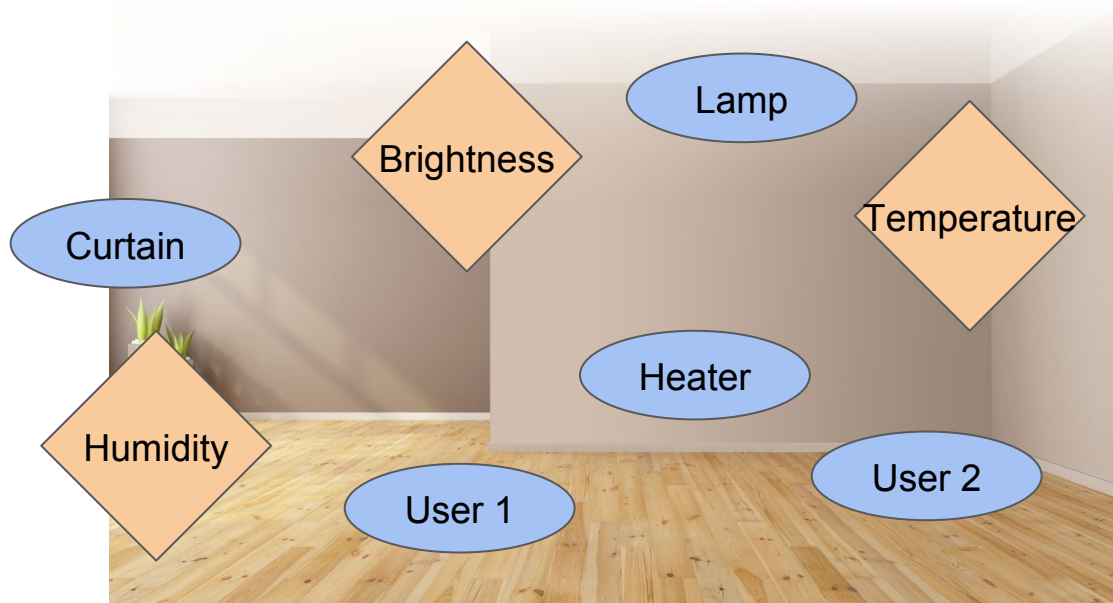 Lamp
Brightness
Temperature
Curtain
Heater
Humidity
User 2
User 1